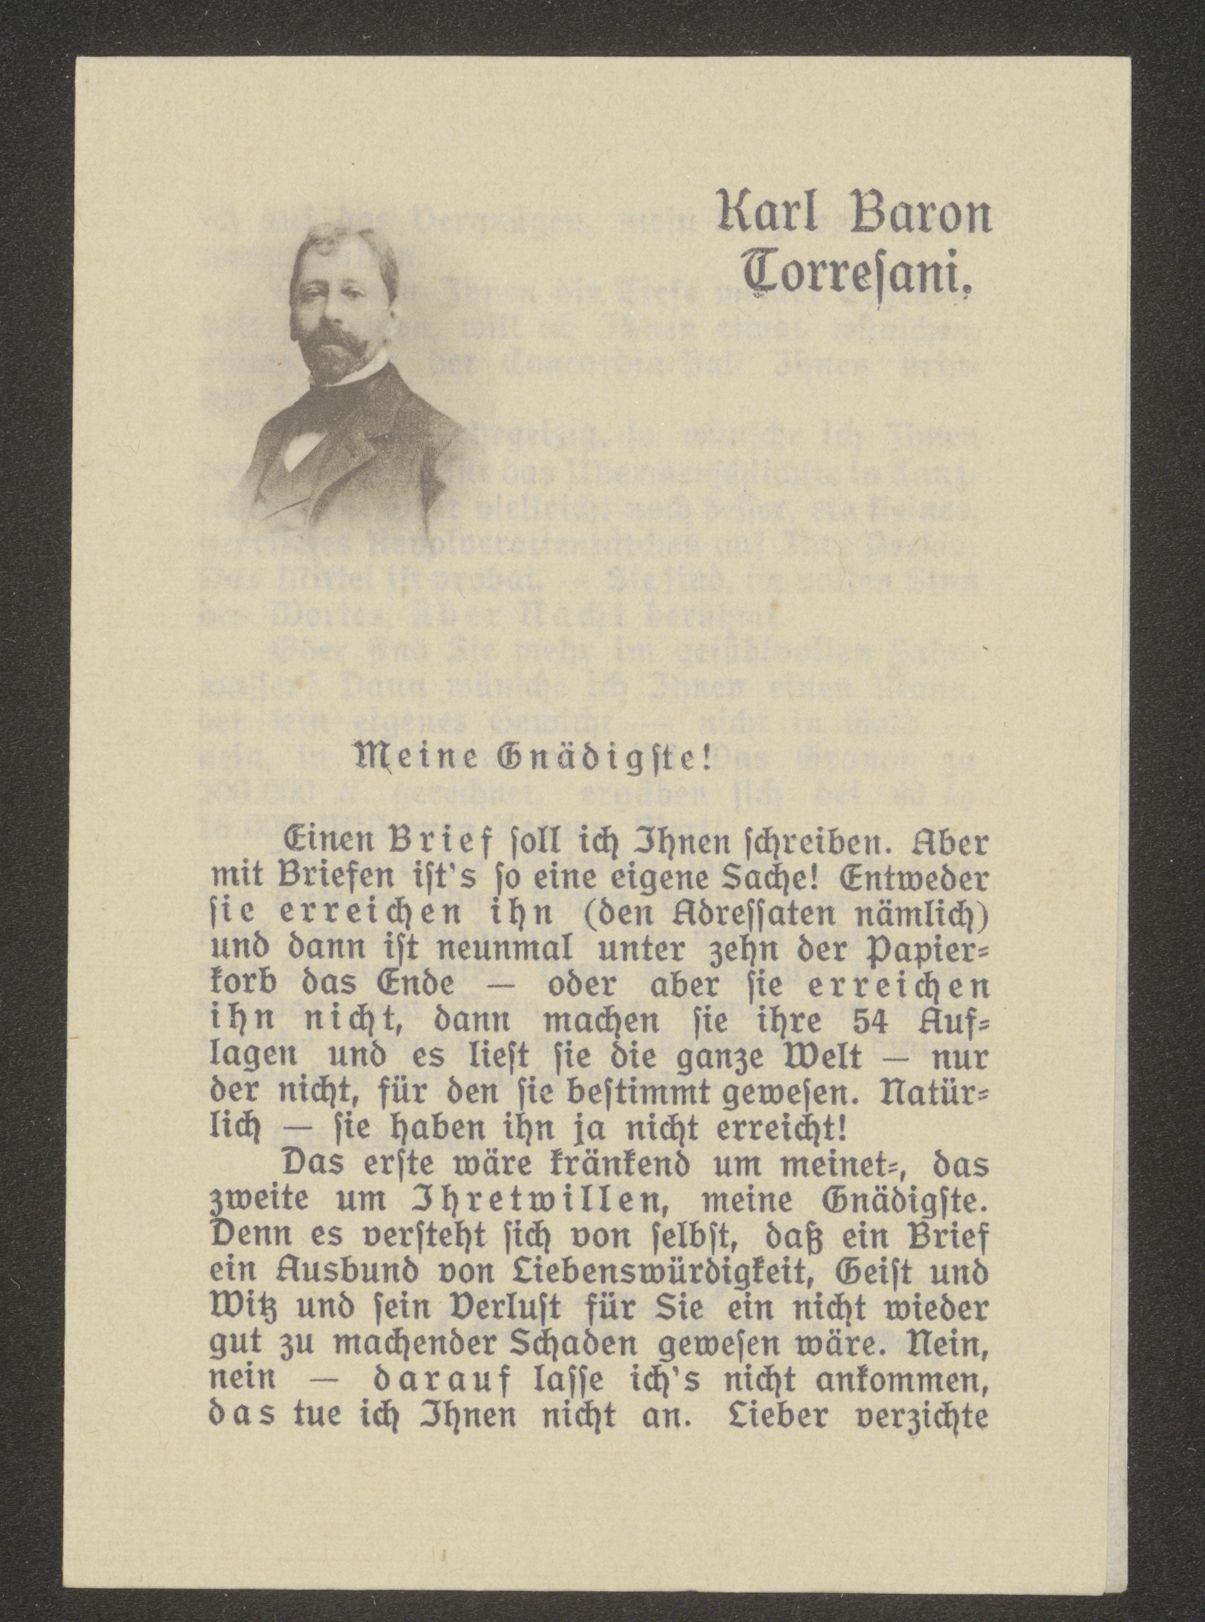 Karl Baron
Torreſani.
Meine Gnädigſte!
Einen Brief ſoll ich Ihnen ſchreiben. Aber
mit Briefen iſt's ſo eine eigene Sache! Entweder
ſie erreichen ihn (den Adreſſaten nämlich)
und dann iſt neunmal unter zehn der Papier-
korb das Ende — oder aber ſie erreichen
ihn nicht, dann machen ſie ihre 54 Auf-
lagen und es lieſt ſie die ganze Welt — nur
der nicht, für den ſie beſtimmt geweſen. Natür-
lich — ſie haben ihn ja nicht erreicht!
Das erſte wäre kränkend um meinet-, das
zweite um Ihretwillen, meine Gnädigſte.
Denn es verſteht ſich von ſelbſt, daß ein Brief
ein Ausbund von Liebenswürdigkeit, Geiſt und
Witz und ſein Verluſt für Sie ein nicht wieder
gut zu machender Schaden geweſen wäre. Nein,
nein — darauf laſſe ich's nicht ankommen,
das tue ich Ihnen nicht an. Lieber verzichte